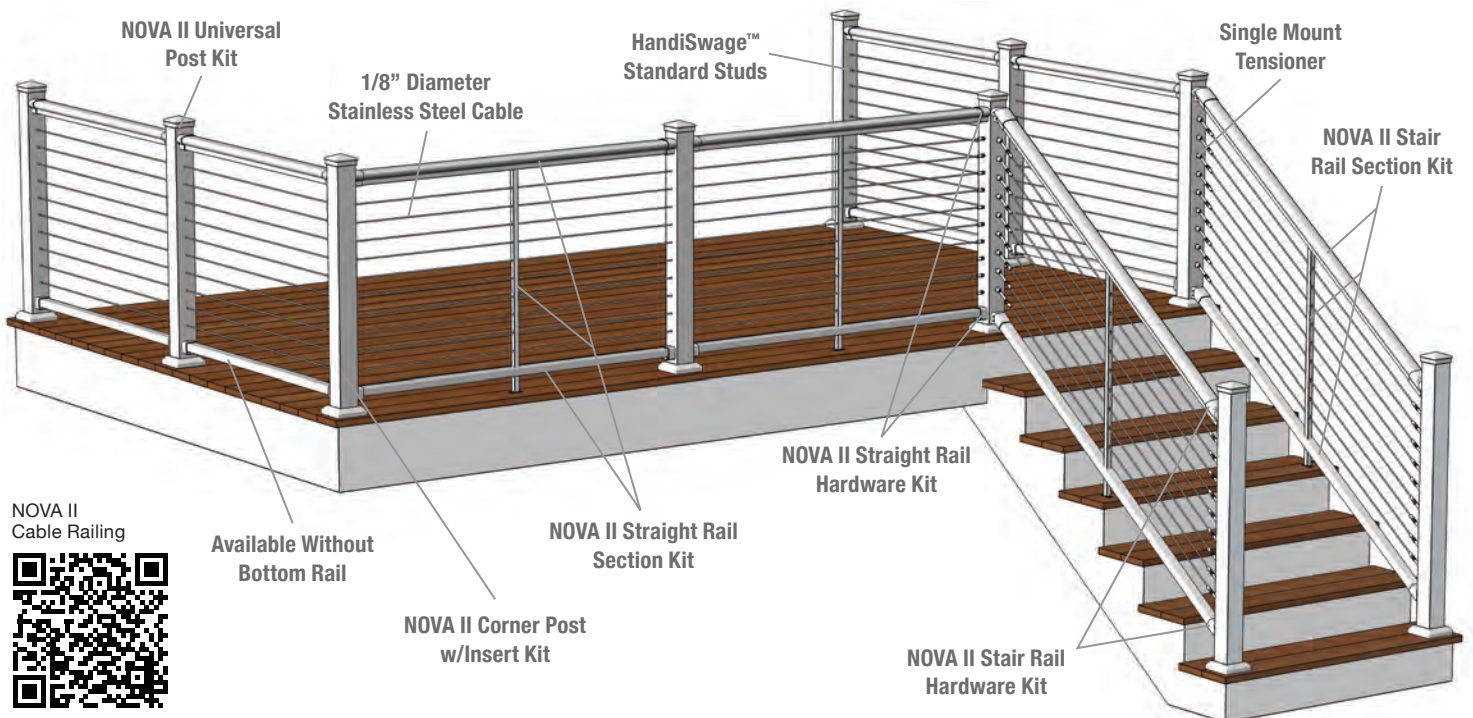 NOVA II Universal
Post Kit
1/8” Diameter
Stainless Steel Cable
HandiSwage™
Standard Studs
Single Mount
Tensioner
NOVA II Stair
Rail Section Kit
NOVA II Straight Rail
Hardware Kit
NOVA II Straight Rail
Section Kit
NOVA II
Cable Railing
Available Without
Bottom Rail
NOVA II Corner Post
w/Insert Kit
NOVA II Stair Rail
Hardware Kit